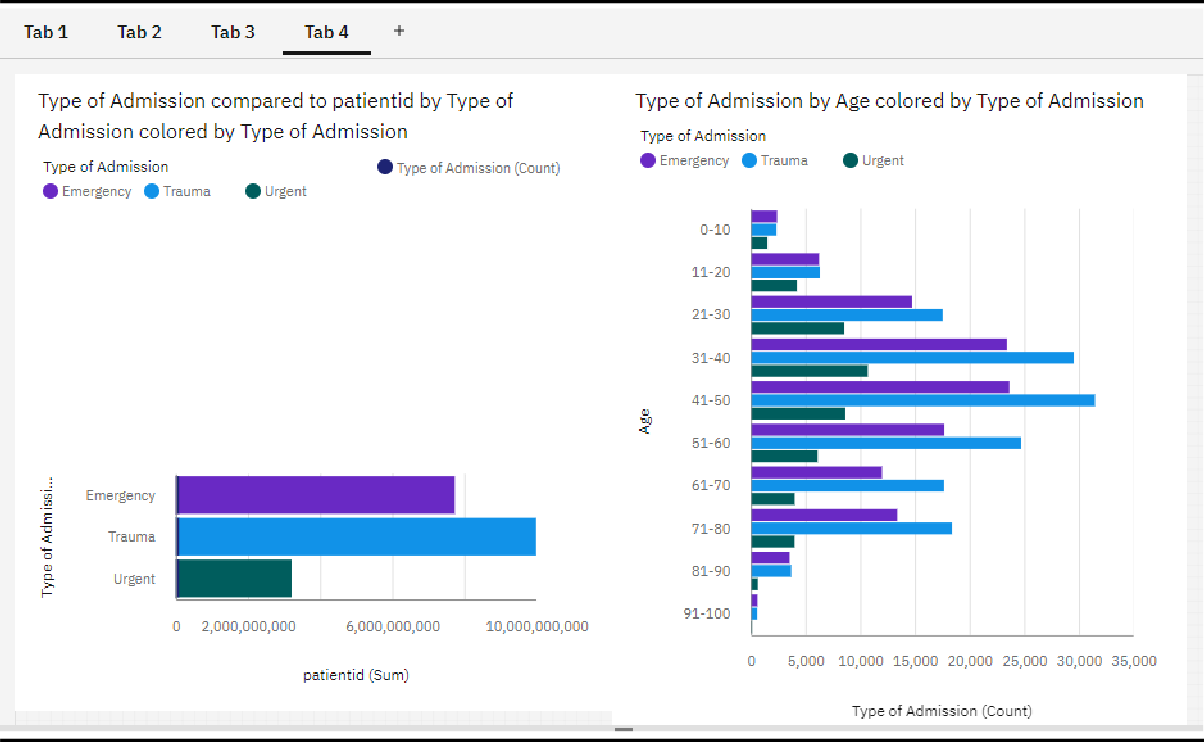 Tab 1 Tab 2 Tab 3 Tab 4 +
Type of Admission compared to patientid by Type of
Admission colored by Type of Admission
Type of Admission
Type of Admission (Count)
Emergency Trauma Urgent
Type of Admissi...
Emergency
Trauma
Urgent
0 2,000,000,000 6,000,000,000 10,000,000,000
patientid (Sum)
Type of Admission by Age colored by Type of Admission
Type of Admission
Emergency Trauma Urgent
Age
0-10
11-20
21-30
31-40
41-50
51-60
61-70
71-80
81-90
91-100
0 5,000 10,000 15,000 20,000 25,000 30,000 35,000
Type of Admission (Count)